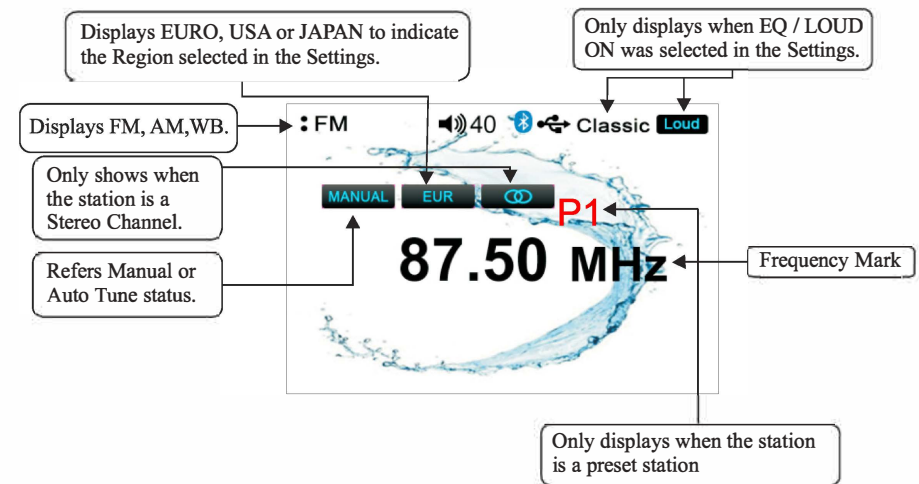 Displays EURO, USA or JAPAN to indicate
the Region selected in the Settings.
Only displays when EQ / LOUD
ON was selected in the Settings.
Displays FM, AM,WB.
: FM
40
Classic
Loud
Only shows when
the station is a
Stereo Channel.
MANUAL
EUR
P1
87.50 MHz
Frequency Mark
Refers Manual or
Auto Tune status.
Only displays when the station
is a preset station